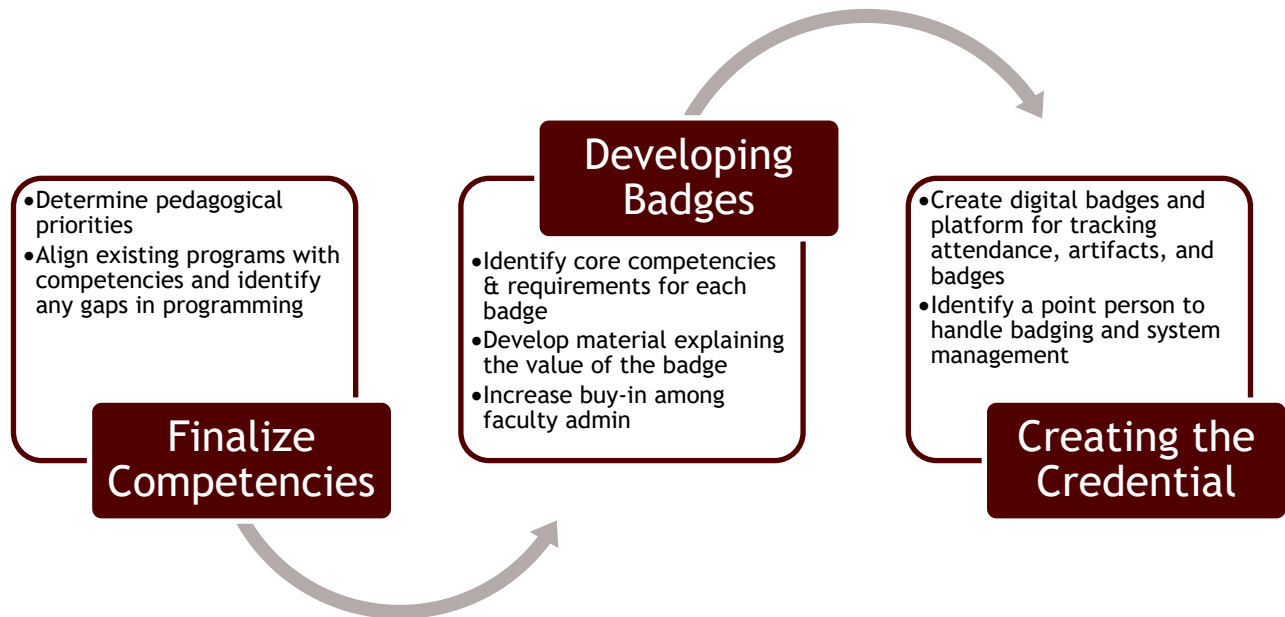 •Determine pedagogical
priorities
•Align existing programs with
competencies and identify
any gaps in programming
Finalize
Competencies
Developing
Badges
•Identify core competencies
& requirements for each
badge
•Develop material explaining
the value of the badge
•Increase buy-in among
faculty admin
•Create digital badges and
platform for tracking
attendance, artifacts, and
badges
•Identify a point person to
handle badging and system
management
Creating the
Credential